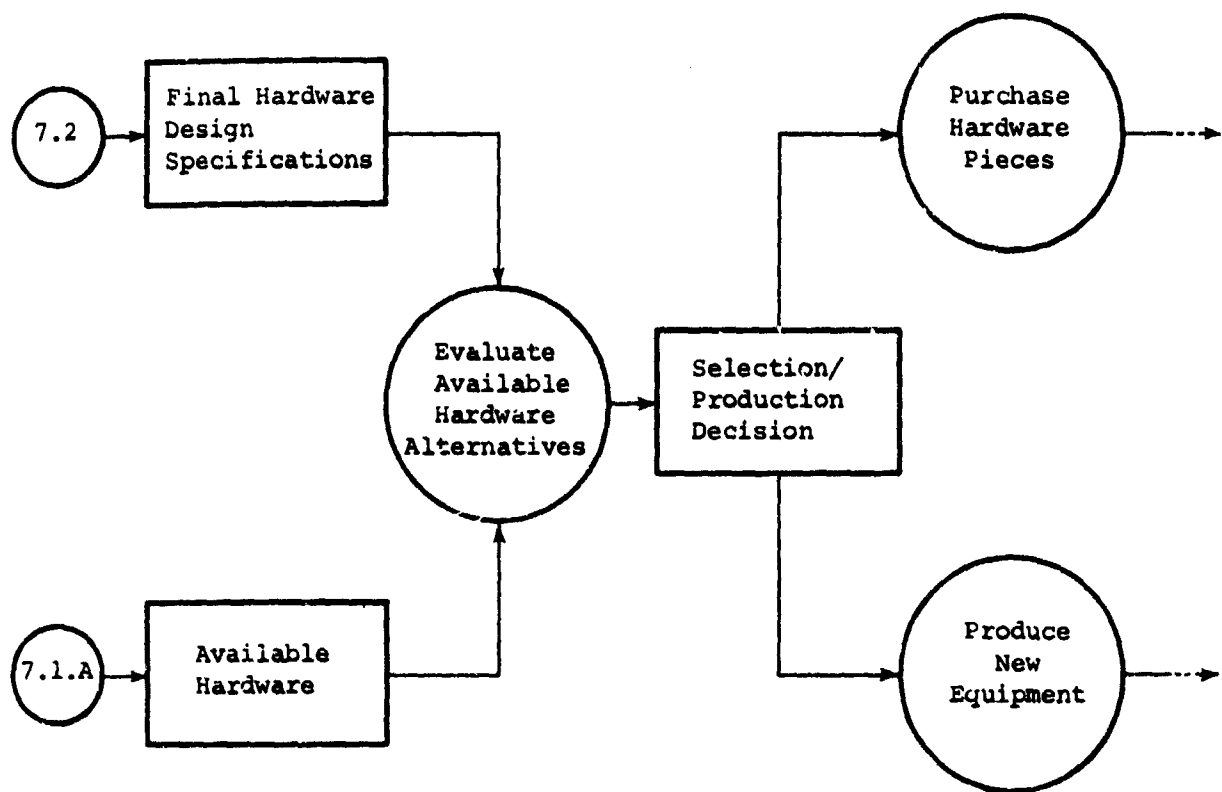 7.2
Final Hardware
Design
Specifications
Purchase
Hardware
Pieces
Evaluate
Available
Hardware
Alternatives
Selection/
Production
Decision
7.1.A
Available
Hardware
Produce
New
Equipment